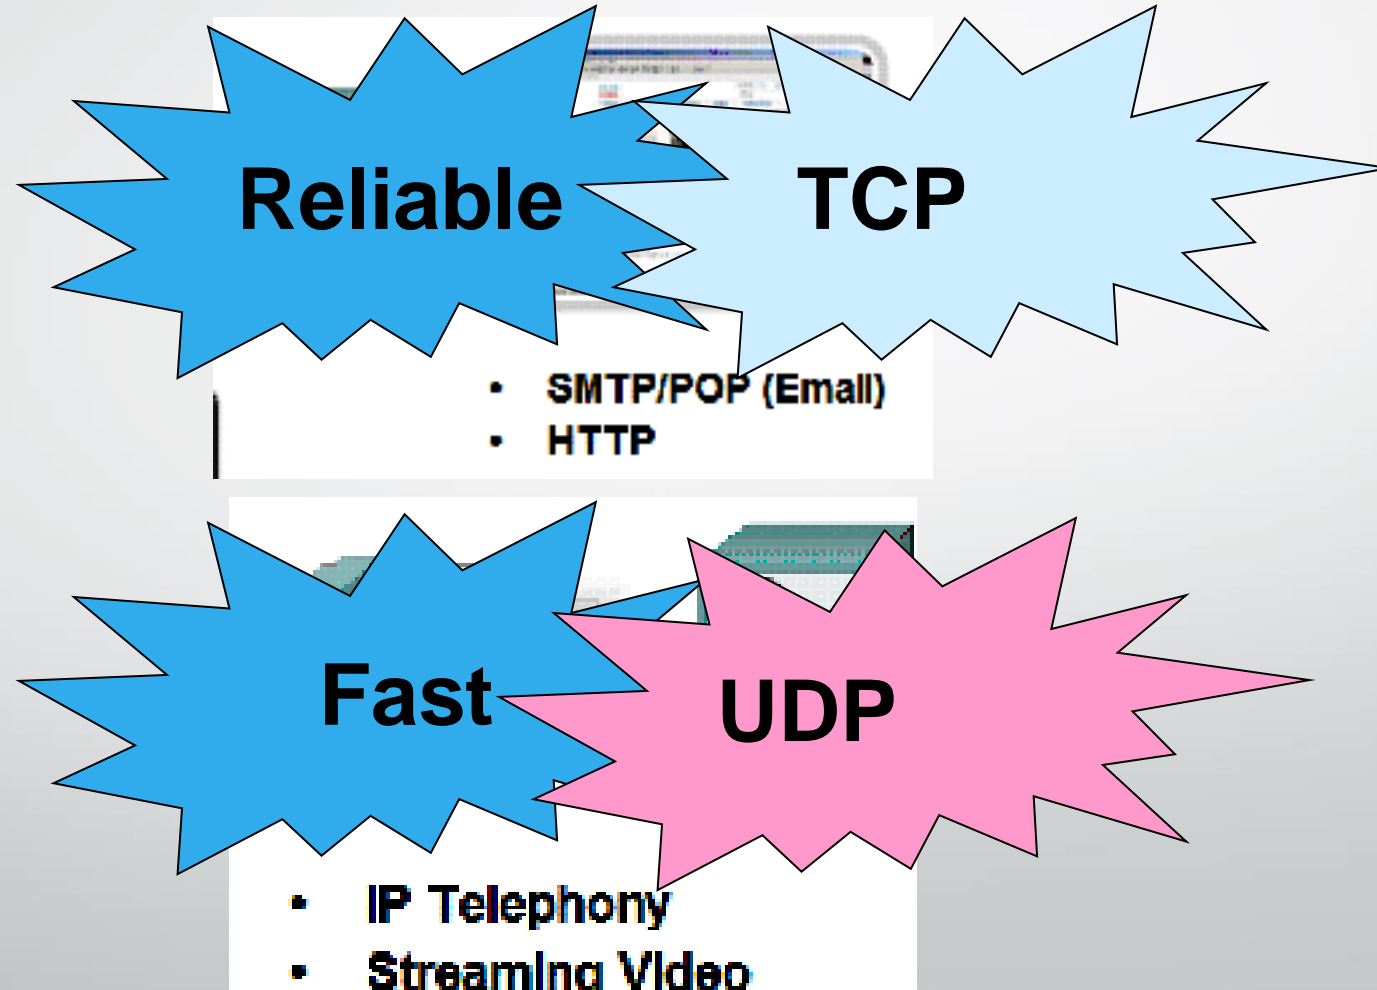 Reliable
TCP
• SMTP/POP (Email)
• HTTP
Fast
UDP
• IP Telephony
• Streaming Video